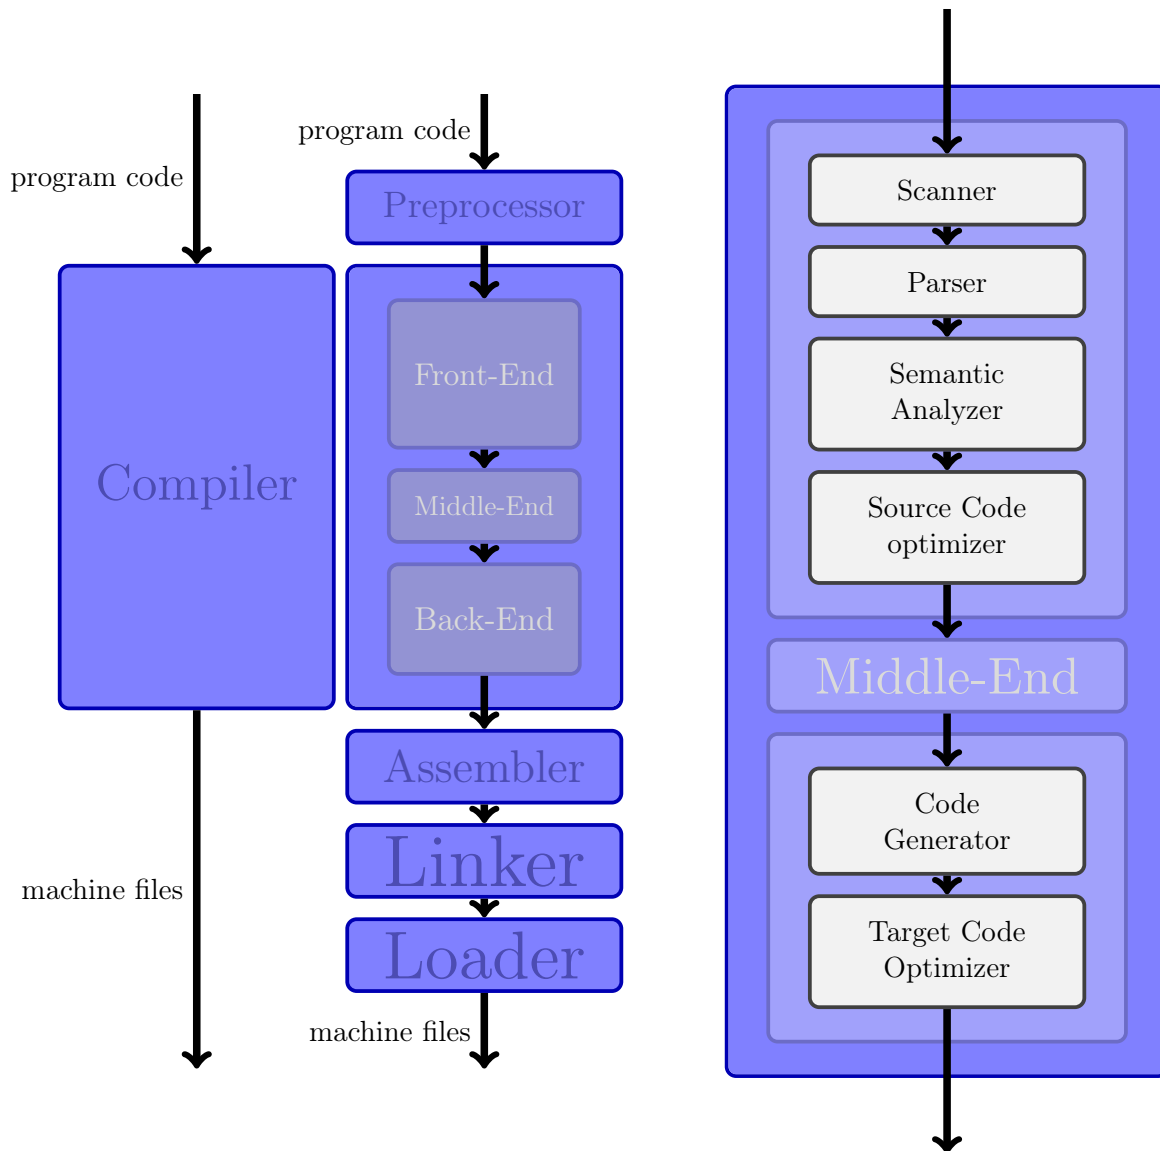 program code
Compiler
machine files
program code
Preprocessor
Front-End
Middle-End
Back-End
Assembler
Linker
Loader
machine files
Scanner
Parser
Semantic
Analyzer
Source Code
optimizer
Middle-End
Code
Generator
Target Code
Optimizer